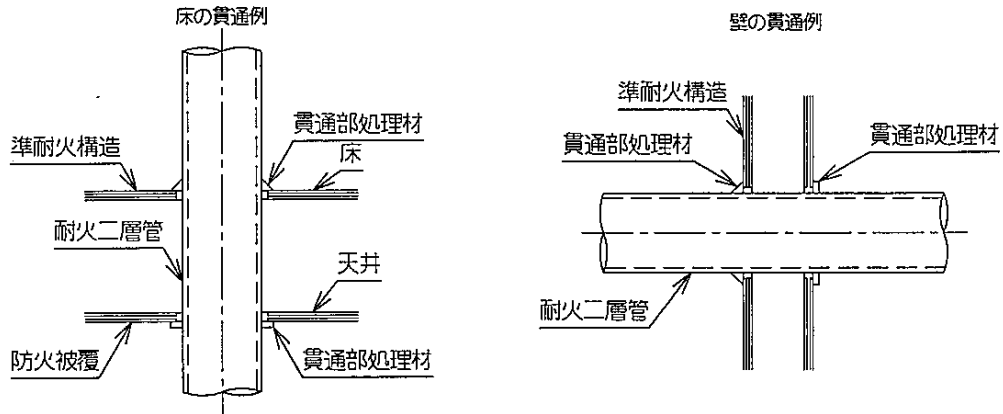 床の貫通例
貫通部処理材
準耐火構造
床
耐火二層管
天井
防火被覆
貫通部処理材
壁の貫通例
準耐火構造
貫通部処理材
貫通部処理材
耐火二層管